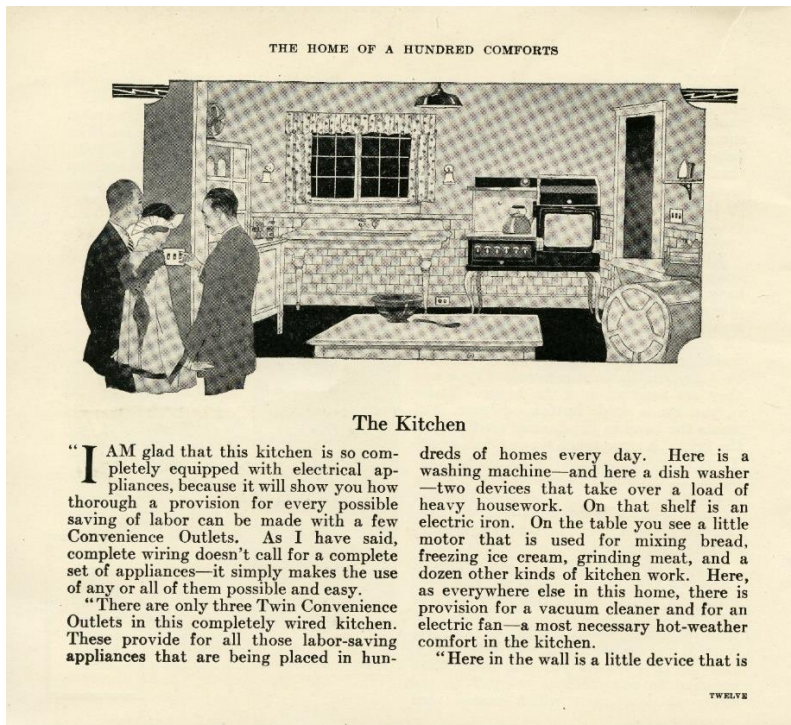 THE HOME OF A HUNDRED COMFORTS
The Kitchen
“I AM glad that this kitchen is so com-
pletely equipped with electrical ap-
pliances, because it will show you how
thorough a provision for every possible
saving of labor can be made with a few
Convenience Outlets. As I have said,
complete wiring doesn’t call for a complete
set of appliances—it simply makes the use
of any or all of them possible and easy.
“There are only three Twin Convenience
Outlets in this completely wired kitchen.
These provide for all those labor-saving
appliances that are being placed in hun-
dreds of homes every day. Here is a
washing machine—and here a dish washer
—two devices that take over a load of
heavy housework. On that shelf is an
electric iron. On the table you see a little
motor that is used for mixing bread,
freezing ice cream, grinding meat, and a
dozen other kinds of kitchen work. Here,
as everywhere else in this home, there is
provision for a vacuum cleaner and for an
electric fan—a most necessary hot-weather
comfort in the kitchen.
“Here in the wall is a little device that is
TWELVE